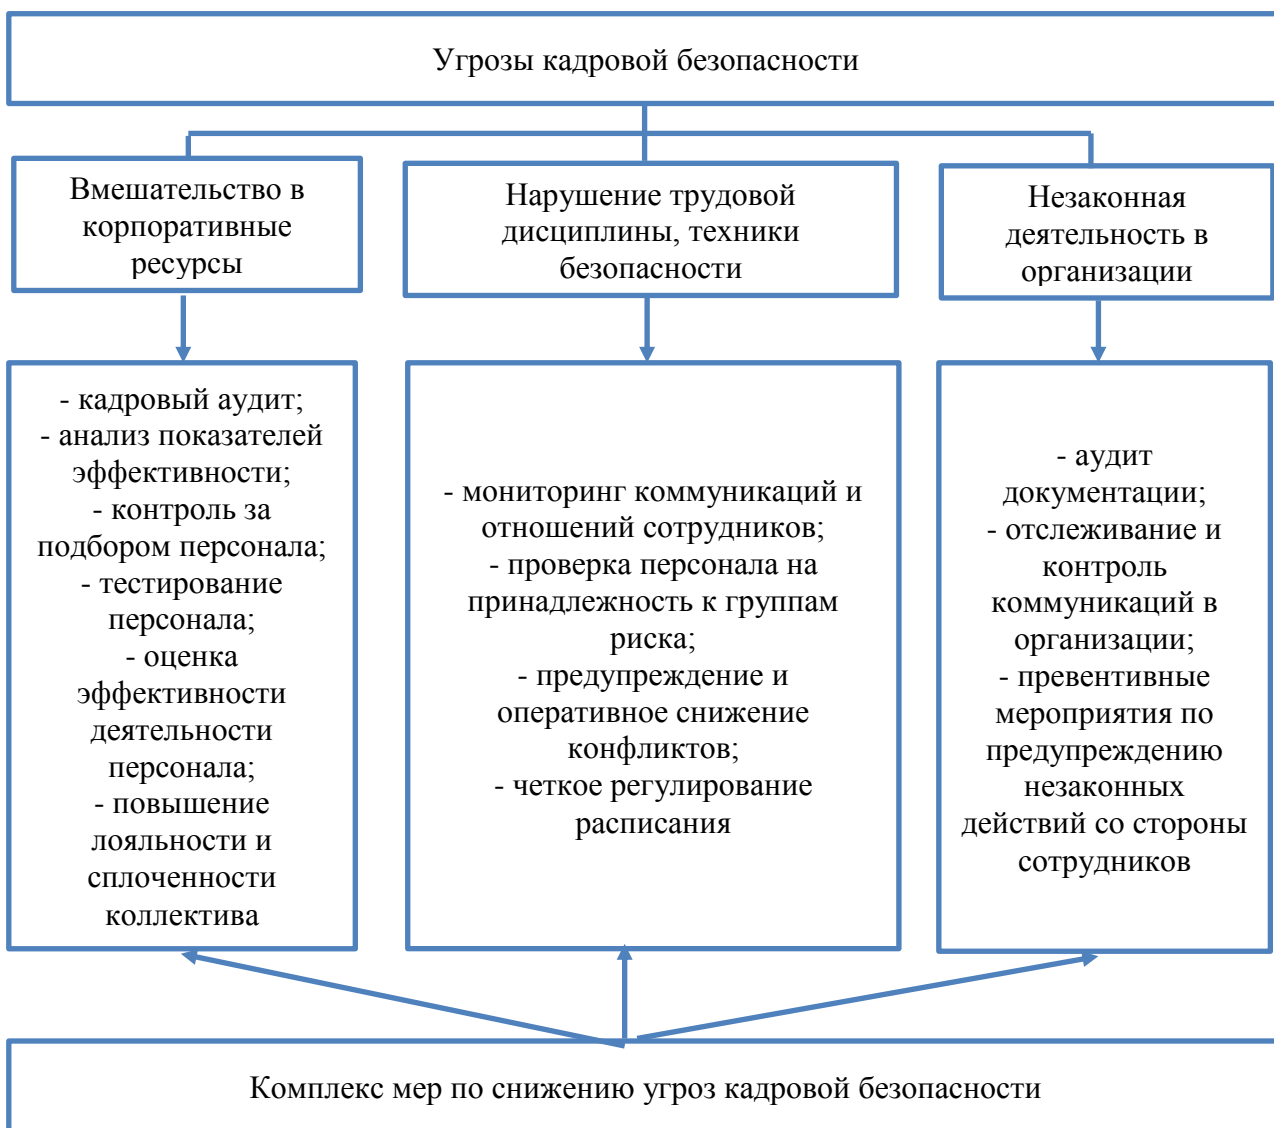 Угрозы кадровой безопасности
Вмешательство в
корпоративные
ресурсы
Нарушение трудовой
дисциплины, техники
безопасности
Незаконная
деятельность в
организации
- кадровый аудит;
- анализ показателей
эффективности;
- контроль за
подбором персонала;
- тестирование
персонала;
- оценка
эффективности
деятельности
персонала;
- повышение
лояльности и
сплоченности
коллектива
- мониторинг коммуникаций и
отношений сотрудников;
- проверка персонала на
принадлежность к группам
риска;
- предупреждение и
оперативное снижение
конфликтов;
- четкое регулирование
расписания
- аудит
документации;
- отслеживание и
контроль
коммуникаций в
организации;
- превентивные
мероприятия по
предупреждению
незаконных
действий со стороны
сотрудников
Комплекс мер по снижению угроз кадровой безопасности